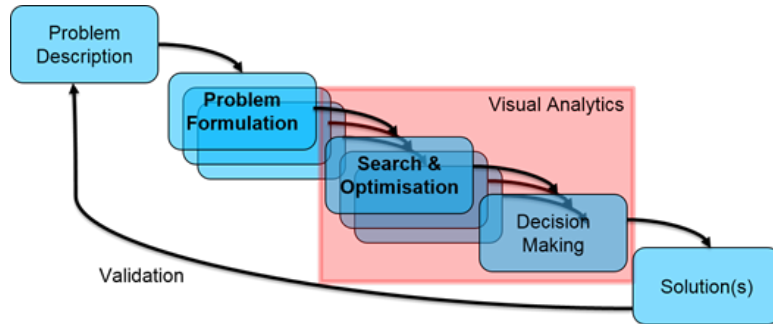 Problem
Description
Problem
Formulation
Visual Analytics
Search &
Optimisation
Decision
Making
Validation
Solution(s)